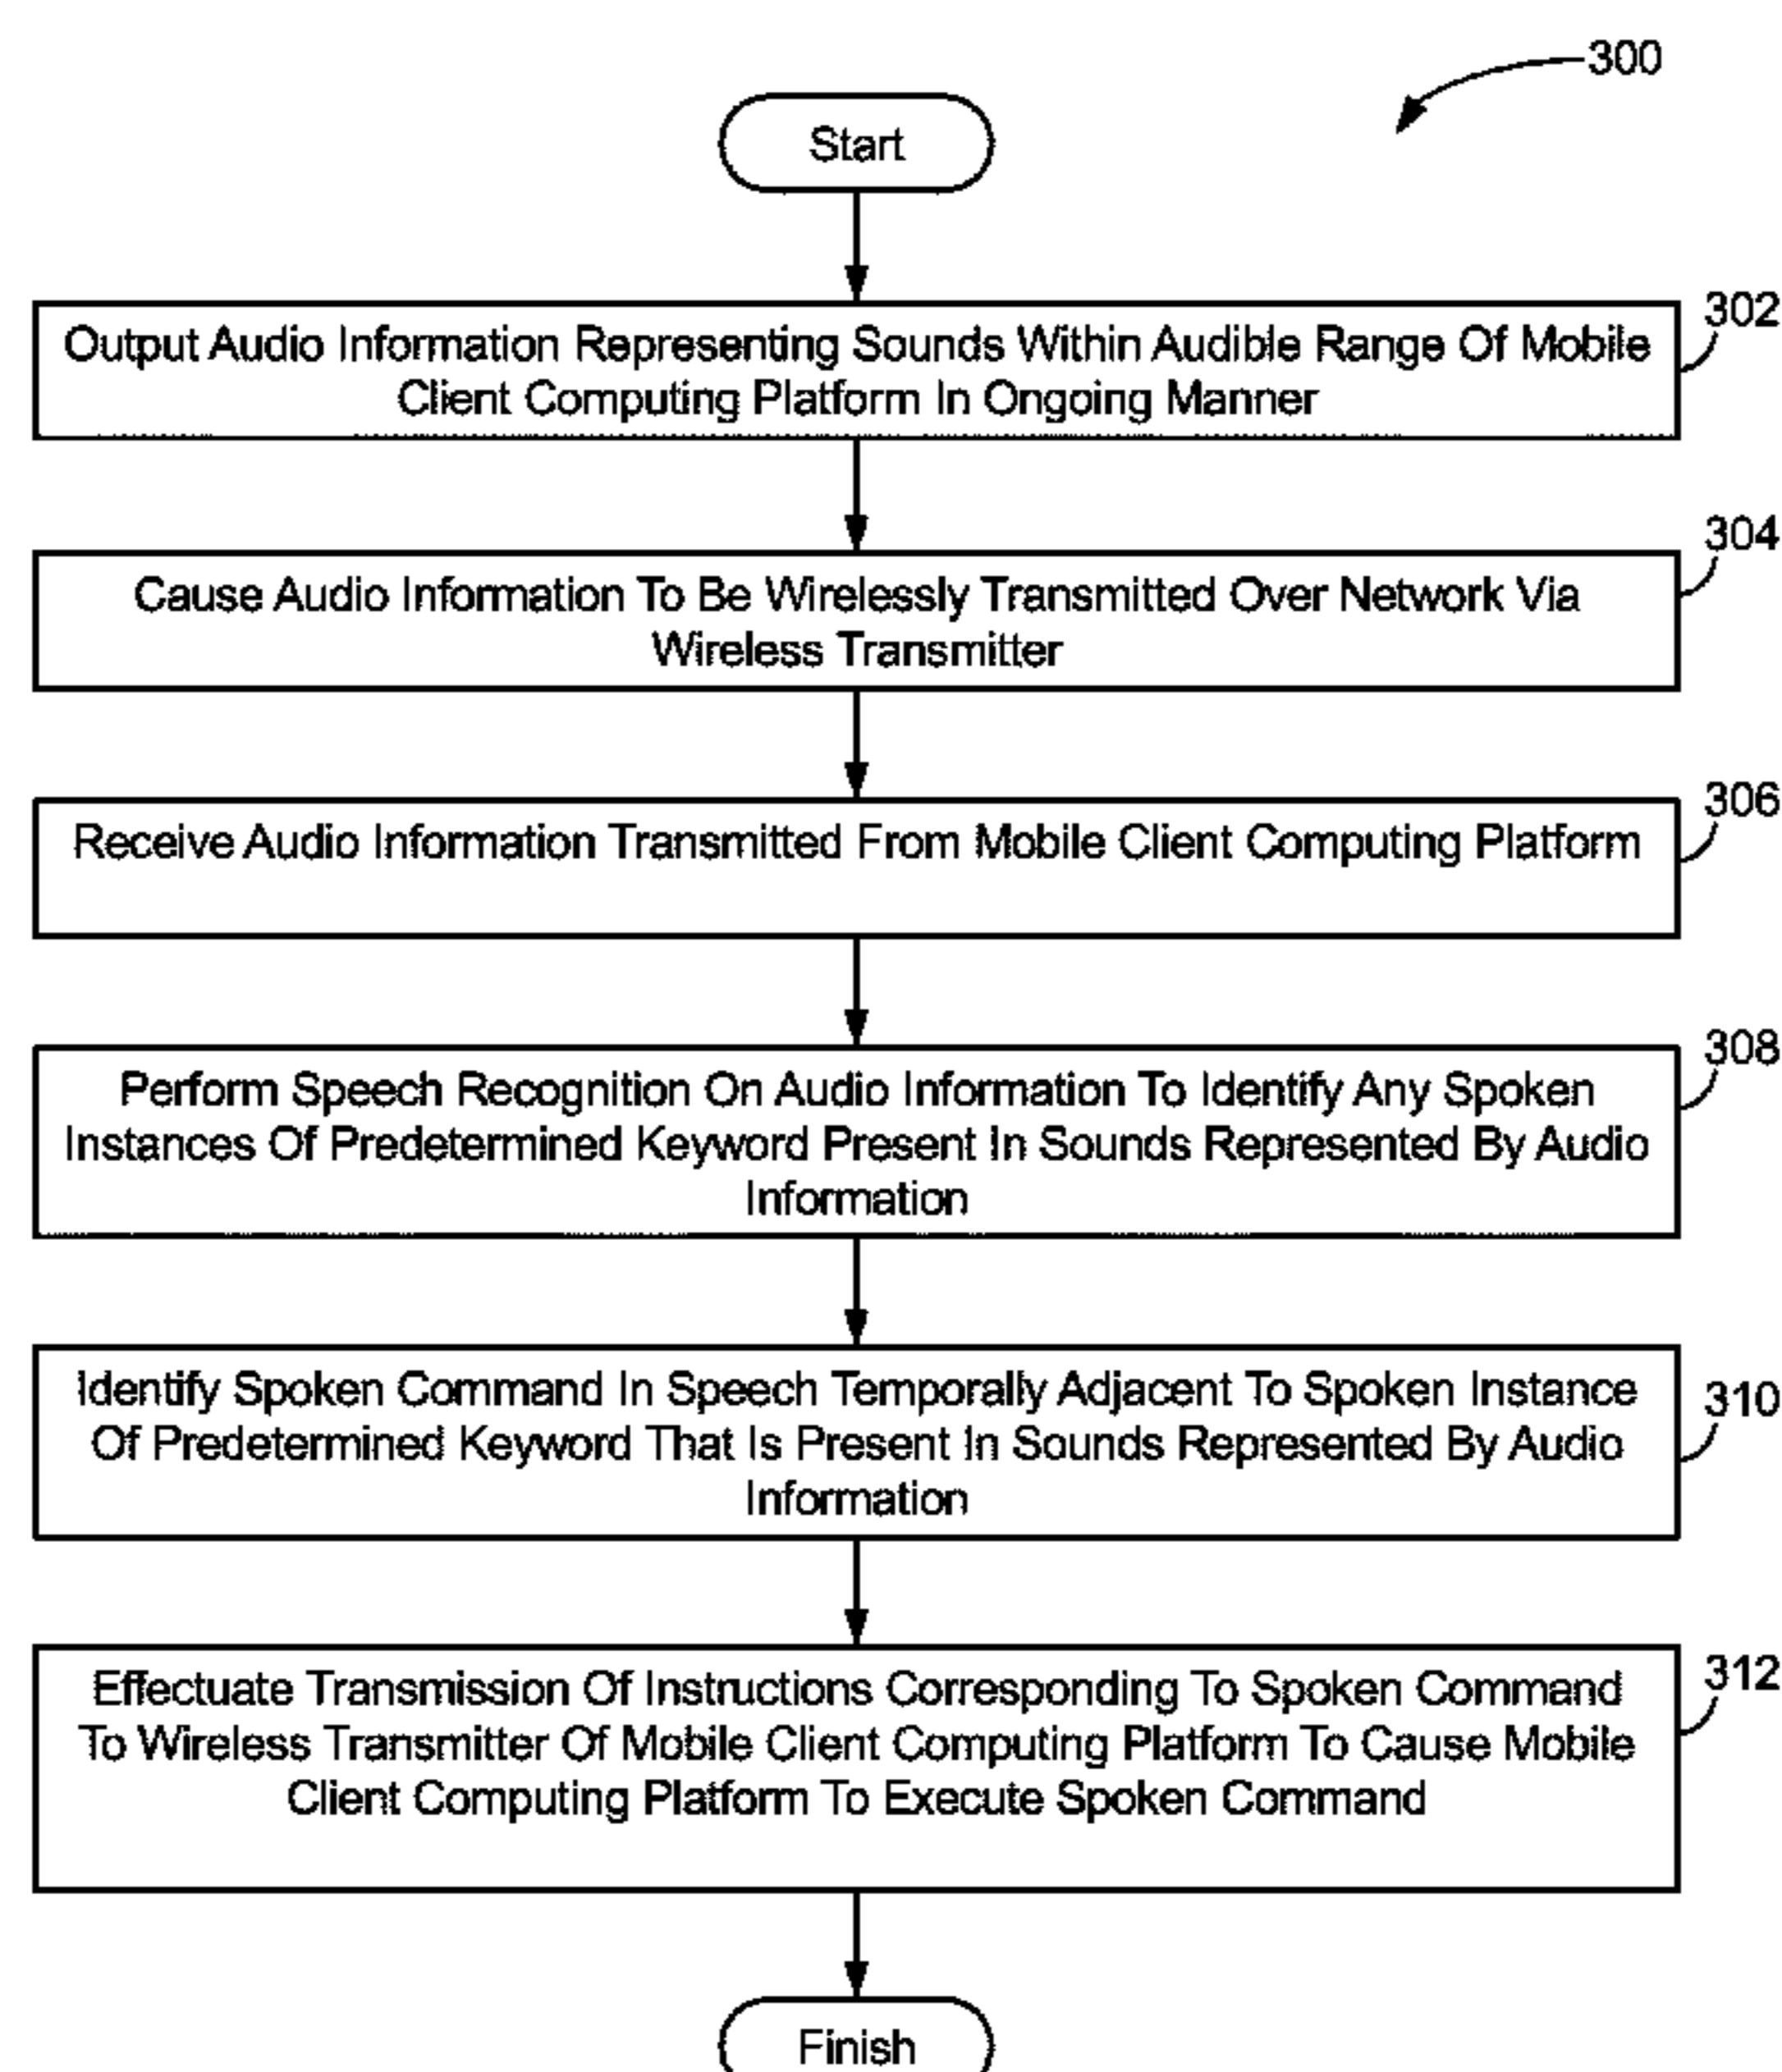 300
Start
302
Output Audio Information Representing Sounds Within Audible Range Of Mobile
Client Computing Platform In Ongoing Manner
304
Cause Audio Information To Be Wirelessly Transmitted Over Network Via
Wireless Transmitter
306
Receive Audio Information Transmitted From Mobile Client Computing Platform
308
Perform Speech Recognition On Audio Information To Identify Any Spoken
Instances Of Predetermined Keyword Present In Sounds Represented By Audio
Information
310
Identify Spoken Command In Speech Temporally Adjacent To Spoken Instance
Of Predetermined Keyword That Is Present In Sounds Represented By Audio
Information
312
Effectuate Transmission Of Instructions Corresponding To Spoken Command
To Wireless Transmitter Of Mobile Client Computing Platform To Cause Mobile
Client Computing Platform To Execute Spoken Command
Finish